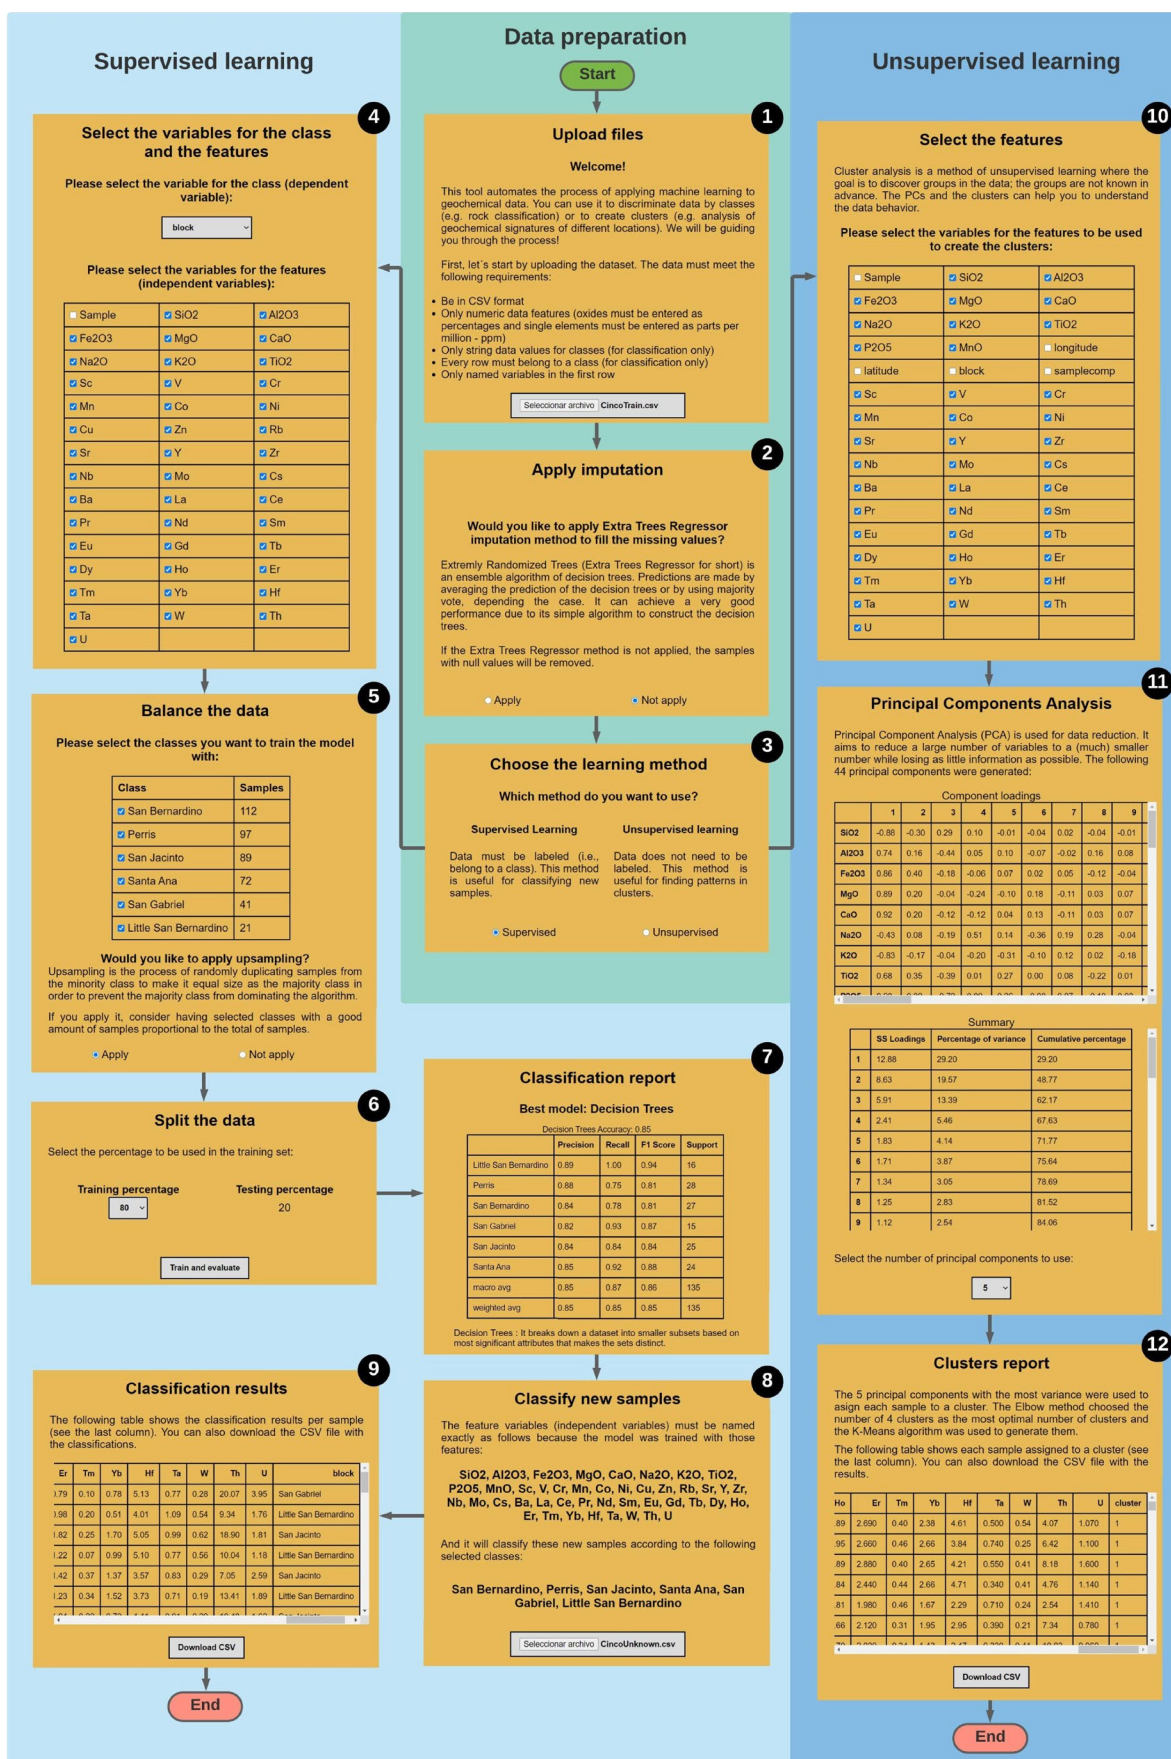 Data preparation
Supervised learning
Unsupervised learning
Start
1
Upload files
Welcome!
This tool automates the process of applying machine learning to
geochemical data. You can use it to discriminate data by classes
(e.g. rock classification) or to create clusters (e.g. analysis of
geochemical signatures of different locations). We will be guiding
you through the process!
First, let´s start by uploading the dataset. The data must meet the
following requirements:
• Be in CSV format
• Only numeric data features (oxides must be entered as
percentages and single elements must be entered as parts per
million - ppm)
• Only string data values for classes (for classification only)
• Every row must belong to a class (for classification only)
• Only named variables in the first row
Seleccionar archivo CincoTrain.csv
2
Apply imputation
Would you like to apply Extra Trees Regressor
imputation method to fill the missing values?
Extremly Randomized Trees (Extra Trees Regressor for short) is
an ensemble algorithm of decision trees. Predictions are made by
averaging the prediction of the decision trees or by using majority
vote, depending the case. It can achieve a very good
performance due to its simple algorithm to construct the decision
trees.
If the Extra Trees Regressor method is not applied, the samples
with null values will be removed.
Apply Not apply
3
Choose the learning method
Which method do you want to use?
Supervised Learning Unsupervised learning
Data must be labeled (i.e., Data does not need to be
belong to a class). This method labeled. This method is
is useful for classifying new useful for finding patterns in
samples. clusters.
Supervised Unsupervised
4
Select the variables for the class
and the features
Please select the variable for the class (dependent
variable):
block
Please select the variables for the features
(independent variables):
Sample SiO2 Al2O3
Fe2O3 MgO CaO
Na2O K2O TiO2
Sc V Cr
Mn Co Ni
Cu Zn Rb
Sr Y Zr
Nb Mo Cs
Ba La Ce
Pr Nd Sm
Eu Gd Tb
Dy Ho Er
Tm Yb Hf
Ta W Th
U
5
Balance the data
Please select the classes you want to train the model
with:
Class Samples
San Bernardino 112
Perris 97
San Jacinto 89
Santa Ana 72
San Gabriel 41
Little San Bernardino 21
Would you like to apply upsampling?
Upsampling is the process of randomly duplicating samples from
the minority class to make it equal size as the majority class in
order to prevent the majority class from dominating the algorithm.
If you apply it, consider having selected classes with a good
amount of samples proportional to the total of samples.
Apply Not apply
6
Split the data
Select the percentage to be used in the training set:
Training percentage Testing percentage
80 20
Train and evaluate
7
Classification report
Best model: Decision Trees
Decision Trees Accuracy: 0.85
Precision Recall F1 Score Support
Little San Bernardino 0.89 1.00 0.94 16
Perris 0.88 0.75 0.81 28
San Bernardino 0.84 0.78 0.81 27
San Gabriel 0.82 0.93 0.87 15
San Jacinto 0.84 0.84 0.84 25
Santa Ana 0.85 0.92 0.88 24
macro avg 0.85 0.87 0.86 135
weighted avg 0.85 0.85 0.85 135
Decision Trees : It breaks down a dataset into smaller subsets based on
most significant attributes that makes the sets distinct.
8
Classify new samples
The feature variables (independent variables) must be named
exactly as follows because the model was trained with those
features:
SiO2, Al2O3, Fe2O3, MgO, CaO, Na2O, K2O, TiO2,
P2O5, MnO, Sc, V, Cr, Mn, Co, Ni, Cu, Zn, Rb, Sr, Y, Zr,
Nb, Mo, Cs, Ba, La, Ce, Pr, Nd, Sm, Eu, Gd, Tb, Dy, Ho,
Er, Tm, Yb, Hf, Ta, W, Th, U
And it will classify these new samples according to the following
selected classes:
San Bernardino, Perris, San Jacinto, Santa Ana, San
Gabriel, Little San Bernardino
Seleccionar archivo CincoUnknown.csv
9
Classification results
The following table shows the classification results per sample
(see the last column). You can also download the CSV file with
the classifications.
Er Tm Yb Hf Ta W Th U block
).79 0.10 0.78 5.13 0.77 0.28 20.07 3.95 San Gabriel
).98 0.20 0.51 4.01 1.09 0.54 9.34 1.76 Little San Bernardino
1.82 0.25 1.70 5.05 0.99 0.62 18.90 1.81 San Jacinto
1.22 0.07 0.99 5.10 0.77 0.56 10.04 1.18 Little San Bernardino
1.42 0.37 1.37 3.57 0.83 0.29 7.05 2.59 San Jacinto
1.23 0.34 1.52 3.73 0.71 0.19 13.41 1.89 Little San Bernardino
Download CSV
End
10
Select the features
Cluster analysis is a method of unsupervised learning where the
goal is to discover groups in the data; the groups are not known in
advance. The PCs and the clusters can help you to understand
the data behavior.
Please select the variables for the features to be used
to create the clusters:
Sample SiO2 Al2O3
Fe2O3 MgO CaO
Na2O K2O TiO2
P2O5 MnO longitude
latitude block samplecomp
Sc V Cr
Mn Co Ni
Sr Y Zr
Nb Mo Cs
Ba La Ce
Pr Nd Sm
Eu Gd Tb
Dy Ho Er
Tm Yb Hf
Ta W Th
U
11
Principal Components Analysis
Principal Component Analysis (PCA) is used for data reduction. It
aims to reduce a large number of variables to a (much) smaller
number while losing as little information as possible. The following
44 principal components were generated:
Component loadings
1 2 3 4 5 6 7 8 9
SiO2 -0.88 -0.30 0.29 0.10 -0.01 -0.04 0.02 -0.04 -0.01
Al2O3 0.74 0.16 -0.44 0.05 0.10 -0.07 -0.02 0.16 0.08
Fe2O3 0.86 0.40 -0.18 -0.06 0.07 0.02 0.05 -0.12 -0.04
MgO 0.89 0.20 -0.04 -0.24 -0.10 0.18 -0.11 0.03 0.07
CaO 0.92 0.20 -0.12 -0.12 0.04 0.13 -0.11 0.03 0.07
Na2O -0.43 0.08 -0.19 0.51 0.14 -0.36 0.19 0.28 -0.04
K2O -0.83 -0.17 -0.04 -0.20 -0.31 -0.10 0.12 0.02 -0.18
TiO2 0.68 0.35 -0.39 0.01 0.27 0.00 0.08 -0.22 0.01
Summary
SS Loadings Percentage of variance Cumulative percentage
1 12.88 29.20 29.20
2 8.63 19.57 48.77
3 5.91 13.39 62.17
4 2.41 5.46 67.63
5 1.83 4.14 71.77
6 1.71 3.87 75.64
7 1.34 3.05 78.69
8 1.25 2.83 81.52
9 1.12 2.54 84.06
Select the number of principal components to use:
5
12
Clusters report
The 5 principal components with the most variance were used to
asign each sample to a cluster. The Elbow method choosed the
number of 4 clusters as the most optimal number of clusters and
the K-Means algorithm was used to generate them.
The following table shows each sample assigned to a cluster (see
the last column). You can also download the CSV file with the
results.
Ho Er Tm Yb Hf Ta W Th U cluster
.89 2.690 0.40 2.38 4.61 0.500 0.54 4.07 1.070 1
.95 2.660 0.46 2.66 3.84 0.740 0.25 6.42 1.100 1
.89 2.880 0.40 2.65 4.21 0.550 0.41 8.18 1.600 1
.84 2.440 0.44 2.66 4.71 0.340 0.41 4.76 1.140 1
.81 1.980 0.46 1.67 2.29 0.710 0.24 2.54 1.410 1
.66 2.120 0.31 1.95 2.95 0.390 0.21 7.34 0.780 1
Download CSV
End